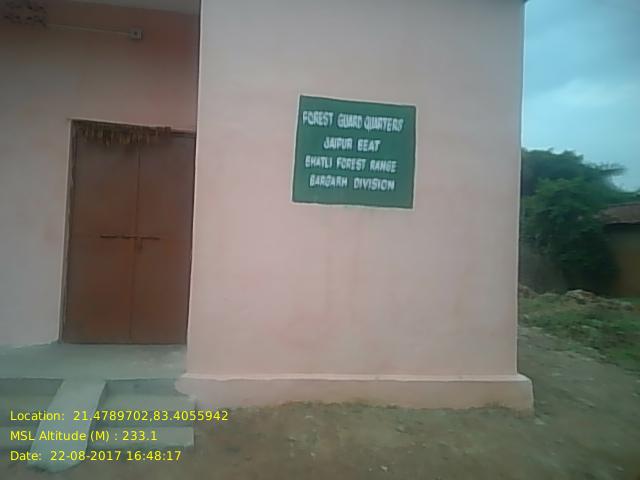 FOREST GUARD QUARTERS
JAIPUR BEAT
BHATLI FOREST RANGE
BARGARH DIVISION
Location: 21.4789702,83.4055942
MSL Altitude (M) : 233.1
Date: 22-08-2017 16:48:17